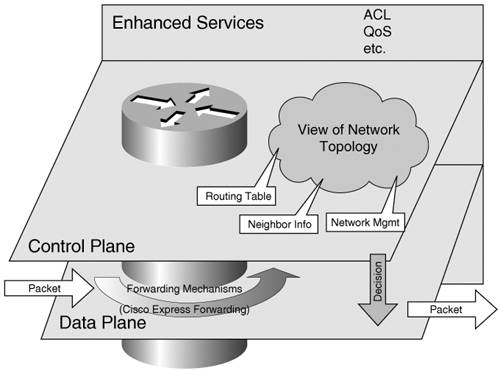 Enhanced Services
ACL
QoS
etc.
View of Network
Topology
Routing Table
Neighbor Info
Network Mgmt
Control Plane
Decision
Packet
Forwarding Mechanisms
(Cisco Express Forwarding)
Packet
Data Plane